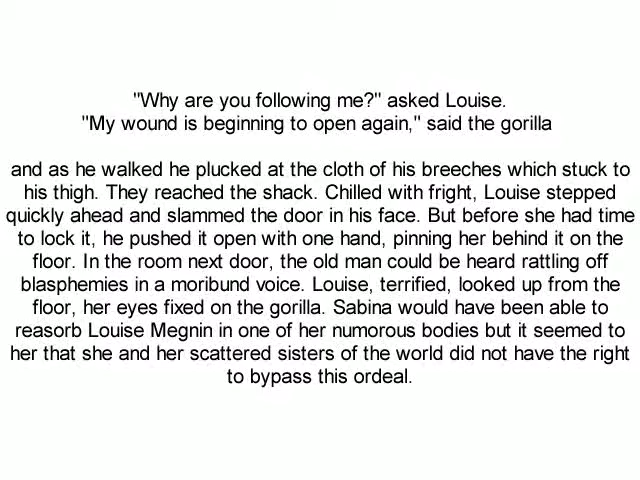 "Why are you following me?" asked Louise.
"My wound is beginning to open again," said the gorilla
and as he walked he plucked at the cloth of his breeches which stuck to
his thigh. They reached the shack. Chilled with fright, Louise stepped
quickly ahead and slammed the door in his face. But before she had time
to lock it, he pushed it open with one hand, pinning her behind it on the
floor. In the room next door, the old man could be heard rattling off
blasphemies in a moribund voice. Louise, terrified, looked up from the
floor, her eyes fixed on the gorilla. Sabina would have been able to
reasorb Louise Megnin in one of her numorous bodies but it seemed to
her that she and her scattered sisters of the world did not have the right
to bypass this ordeal.